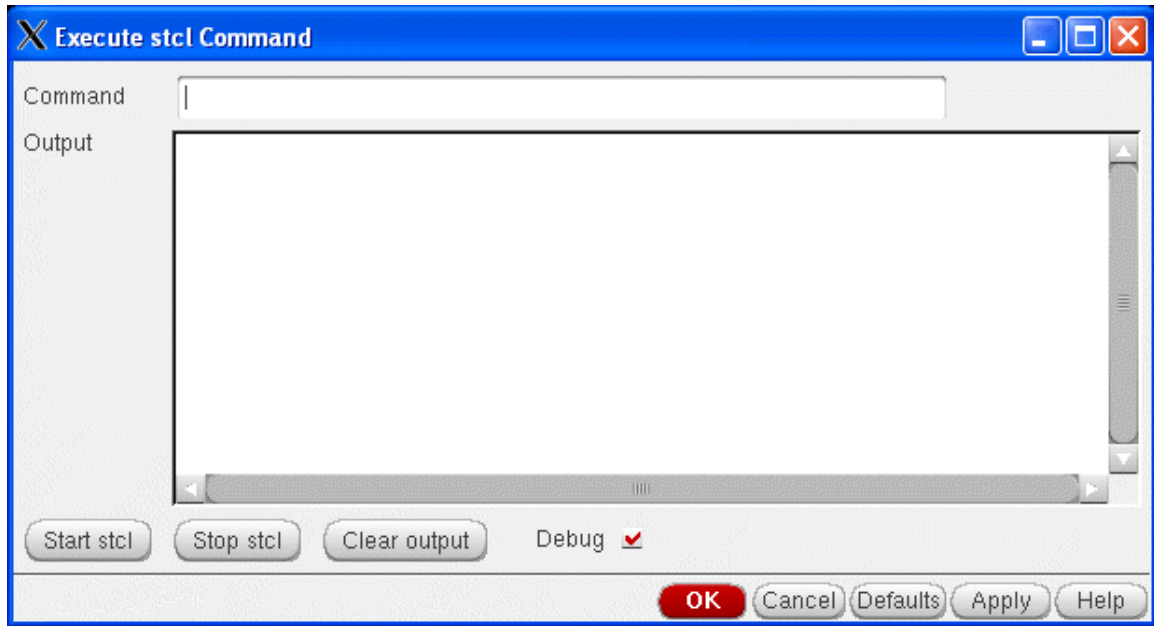 Execute stcl Command
Command
Output
Start stcl Stop stcl Clear output Debug
OK Cancel Defaults Apply Help